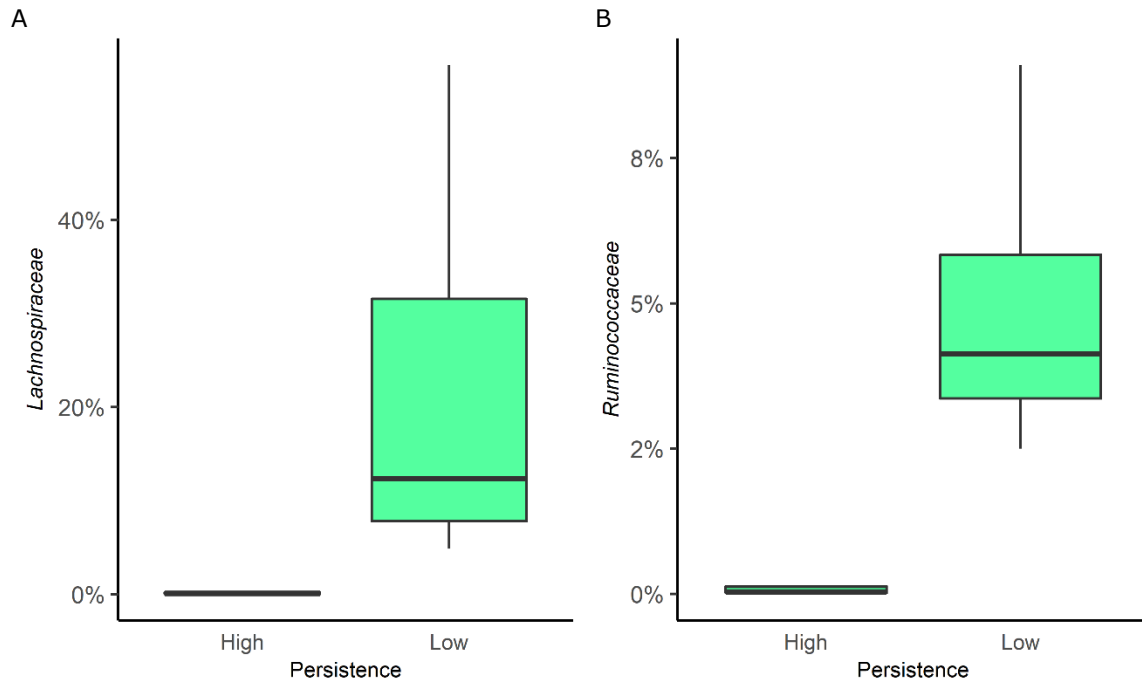 A
Lachnospiraceae
40%
20%
0%
High
Low
Persistence
B
Ruminococcaceae
8%
5%
2%
0%
High
Low
Persistence